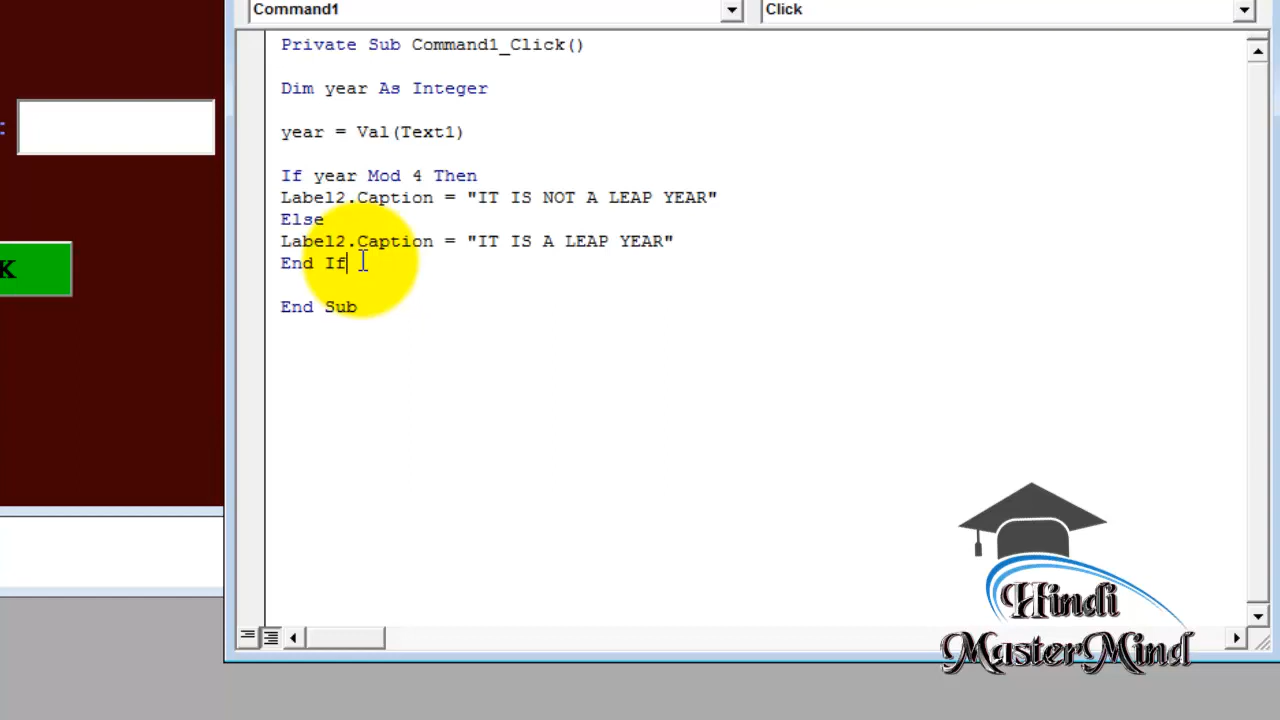 Command1
Click
Private Sub Command1_Click()
Dim year As Integer
:
year = Val(Text1)
If year Mod 4 Then
Label2.Caption = "IT IS NOT A LEAP YEAR"
Else
Label2.Caption = "IT IS A LEAP YEAR"
K
End If
End Sub
Hindi
MasterMind